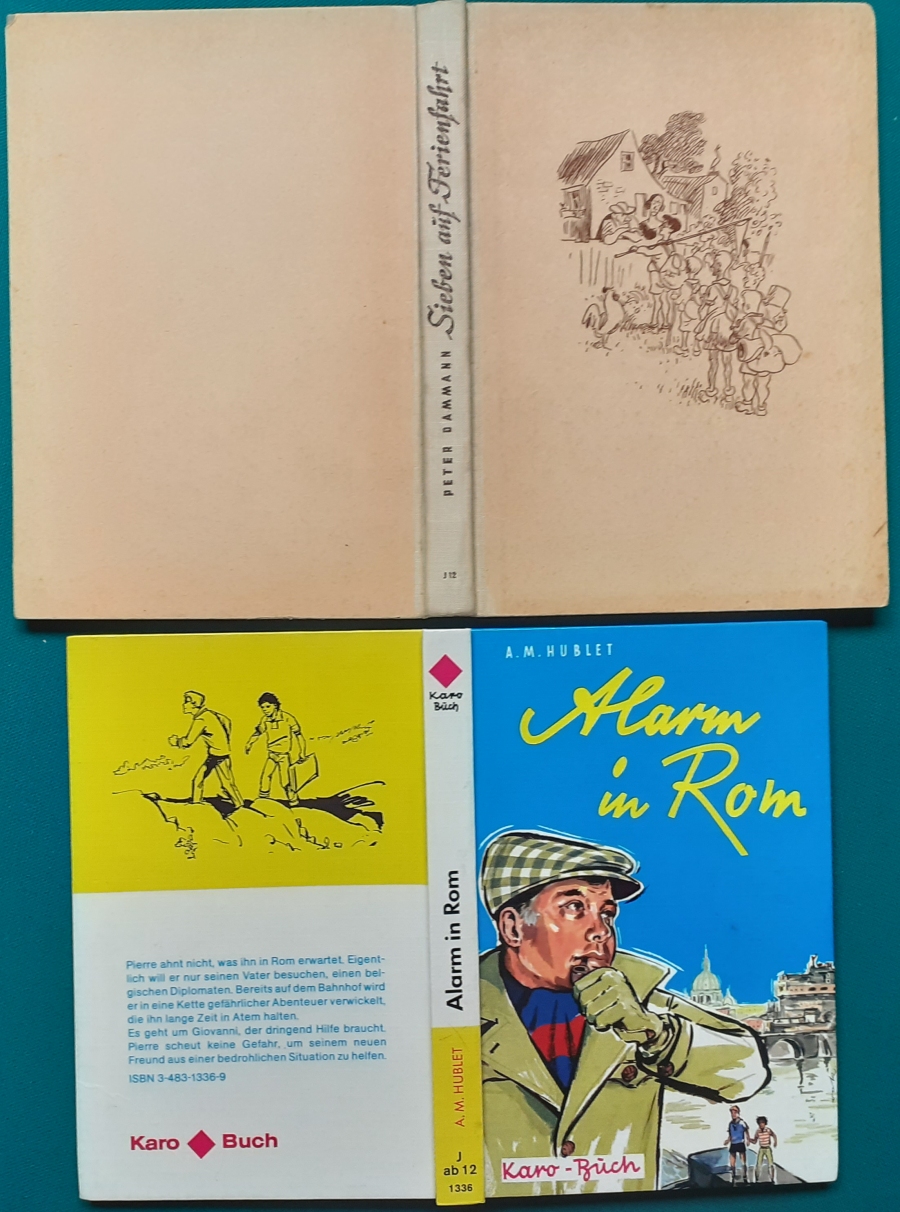 PETER DAMMANN Sieben auf Ferienfahrt
J 12
Pierre ahnt nicht, was ihn in Rom erwartet. Eigent-
lich will er nur seinen Vater besuchen, einen bel-
gischen Diplomaten. Bereits auf dem Bahnhof wird
er in eine Kette gefährlicher Abenteuer verwickelt,
die ihn lange Zeit in Atem halten.
Es geht um Giovanni, der dringend Hilfe braucht.
Pierre scheut keine Gefahr, um seinem neuen
Freund aus einer bedrohlichen Situation zu helfen.
ISBN 3-483-1336-9
Karo Buch
Karo
Buch
Alarm in Rom
A. M. HUBLET
J
ab 12
1336
A. M. HUBLET
Alarm
in Rom
Karo-Buch